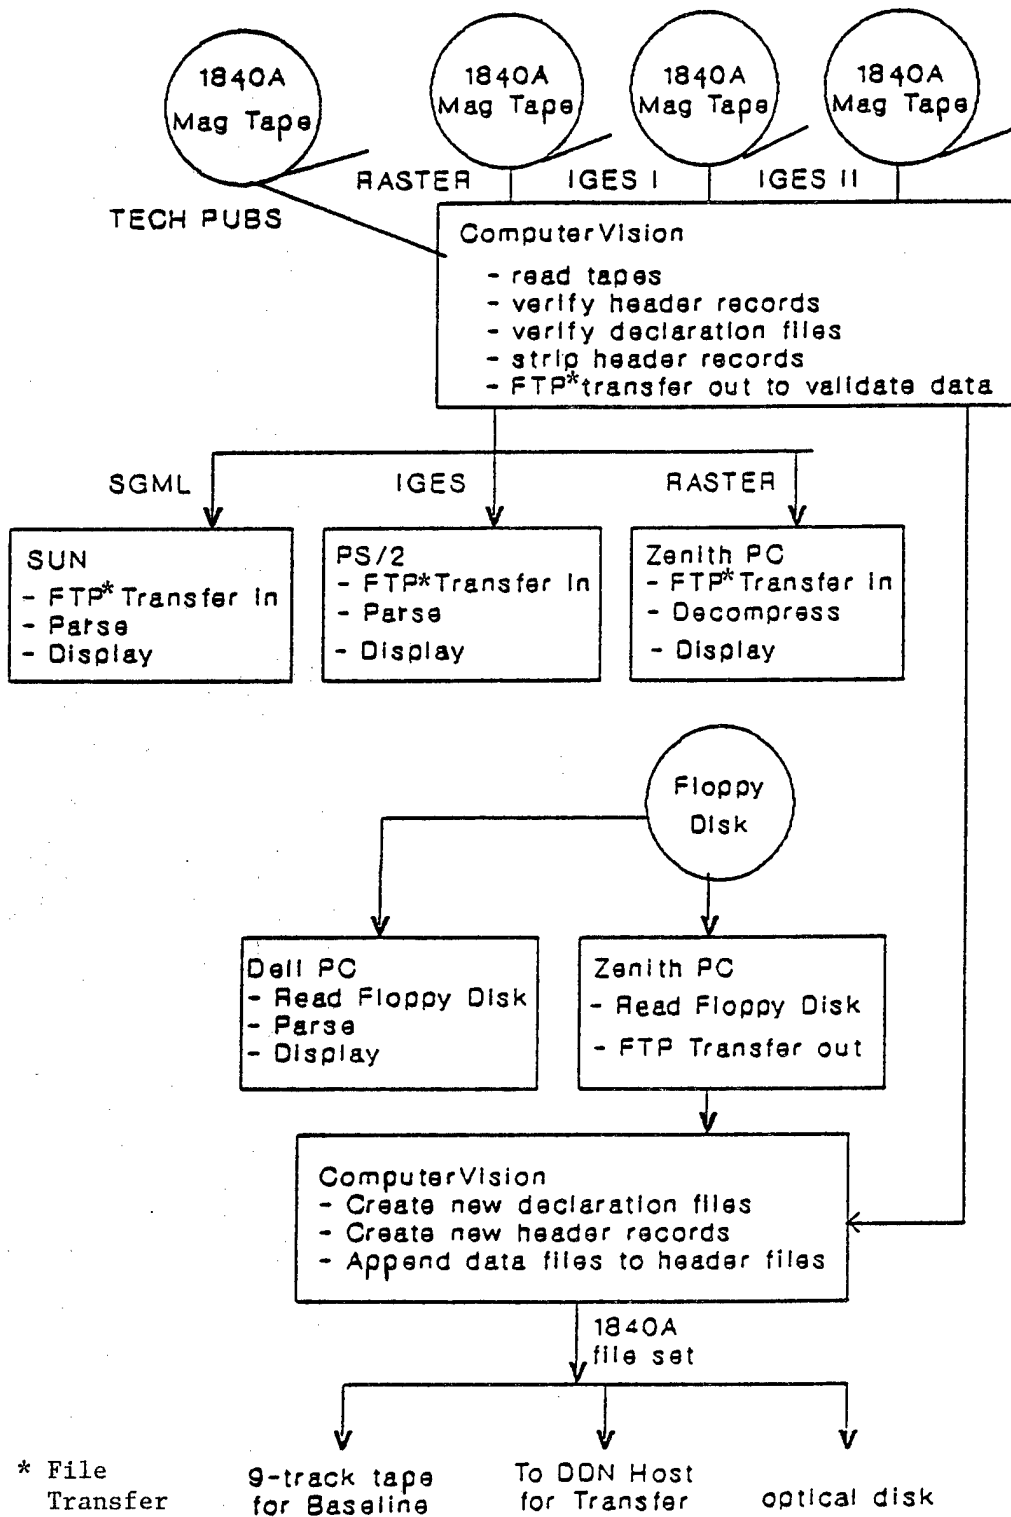 1840A
Mag Tape
1840A
Mag Tape
1840A
Mag Tape
1840A
Mag Tape
TECH PUBS
RASTER
IGES I
IGES II
ComputerVision
- read tapes
- verify header records
- verify declaration files
- strip header records
- FTP* transfer out to validate data
SGML
IGES
RASTER
SUN
- FTP* Transfer in
- Parse
- Display
PS/2
- FTP* Transfer in
- Parse
- Display
Zenith PC
- FTP* Transfer in
- Decompress
- Display
Floppy
Disk
Dell PC
- Read Floppy Disk
- Parse
- Display
Zenith PC
- Read Floppy Disk
- FTP Transfer out
ComputerVision
- Create new declaration files
- Create new header records
- Append data files to header files
1840A
file set
9-track tape
for Baseline
To DDN Host
for Transfer
optical disk
* File
Transfer